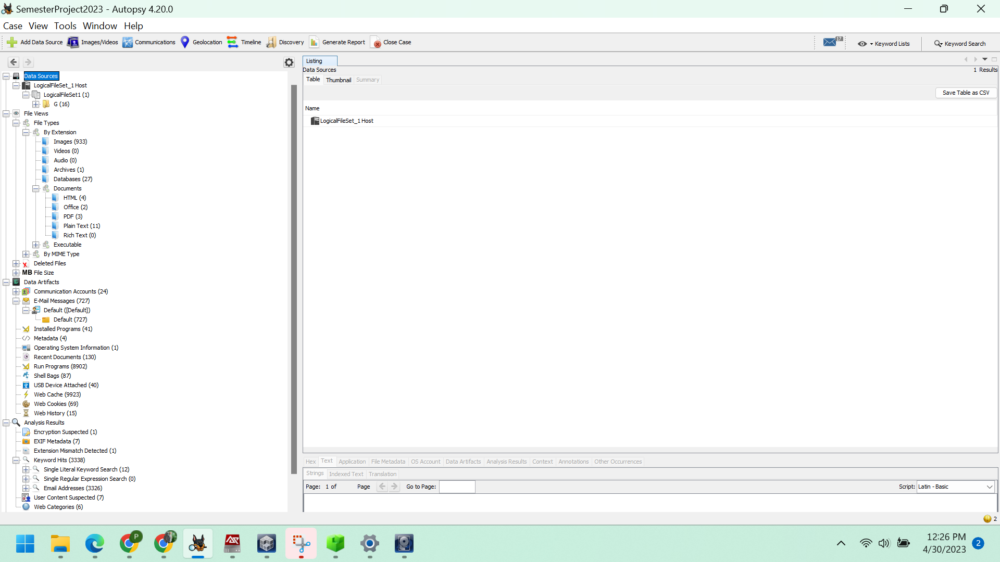 SemesterProject2023 - Autopsy 4.20.0
Case View Tools Window Help
Add Data Source Images/Videos Communications Geolocation Timeline Discovery Generate Report Close Case 17 Keyword Lists Keyword Search
Data Sources
LogicalFileSet_1 Host
LogicalFileSet1 (1)
G (16)
File Views
File Types
By Extension
Images (933)
Videos (0)
Audio (0)
Archives (1)
Databases (27)
Documents
HTML (4)
Office (2)
PDF (3)
Plain Text (11)
Rich Text (0)
Executable
By MIME Type
Deleted Files
MB File Size
Data Artifacts
Communication Accounts (24)
E-Mail Messages (727)
Default ([Default])
Default (727)
Installed Programs (41)
Metadata (4)
Operating System Information (1)
Recent Documents (130)
Run Programs (8902)
Shell Bags (87)
USB Device Attached (40)
Web Cache (9923)
Web Cookies (69)
Web History (15)
Analysis Results
Encryption Suspected (1)
EXIF Metadata (7)
Extension Mismatch Detected (1)
Keyword Hits (3338)
Single Literal Keyword Search (12)
Single Regular Expression Search (0)
Email Addresses (3326)
User Content Suspected (7)
Web Categories (6)
Listing
Data Sources 1 Results
Table Thumbnail Summary
Save Table as CSV
Name
LogicalFileSet_1 Host
Hex Text Application File Metadata OS Account Data Artifacts Analysis Results Context Annotations Other Occurrences
Strings Indexed Text Translation
Page: 1 of Page Go to Page: Script: Latin - Basic
2
P
12:26 PM
4/30/2023
2